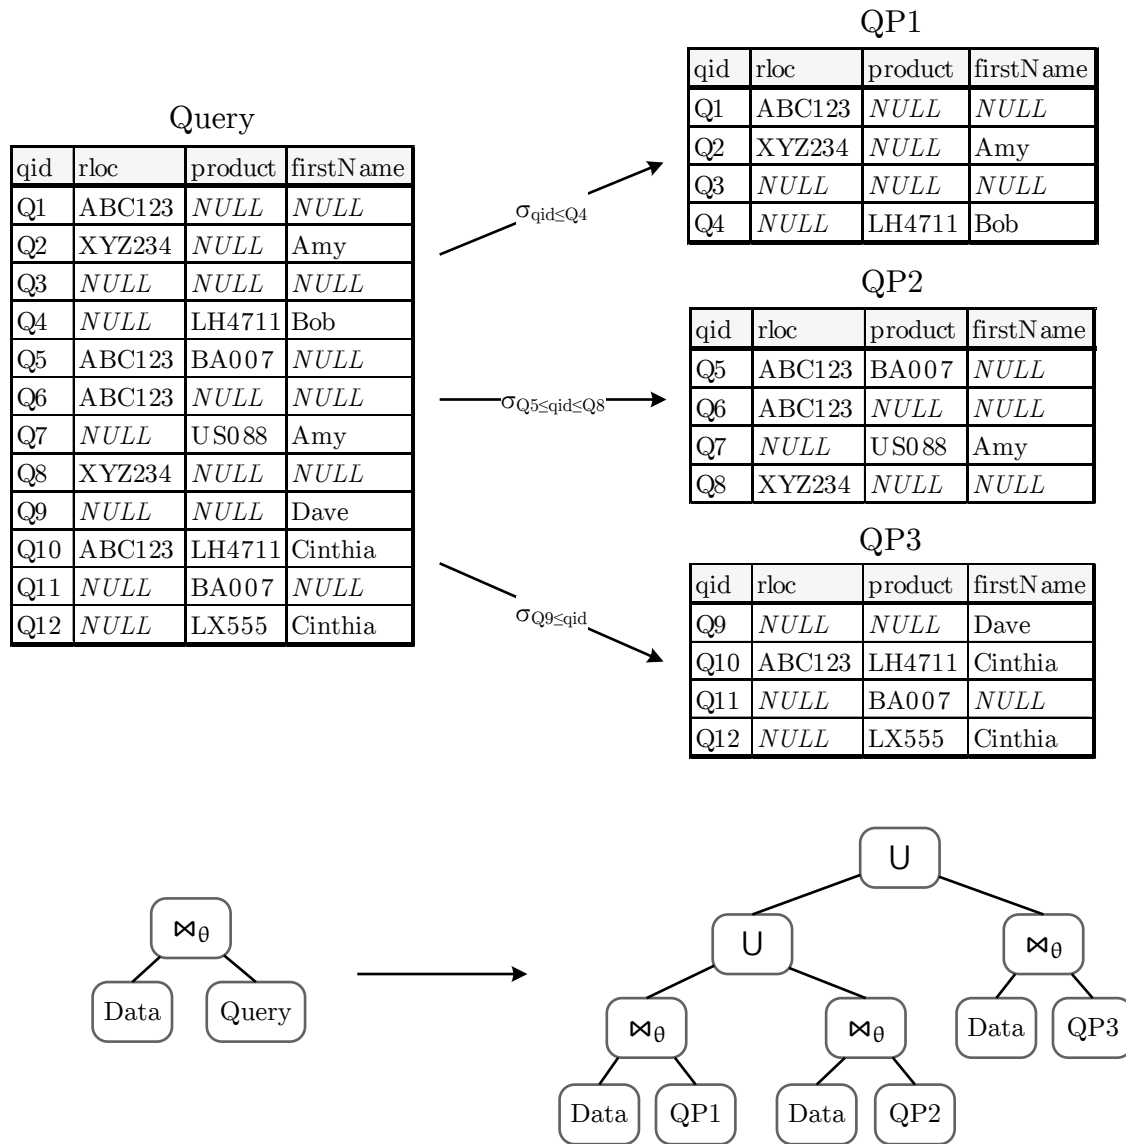 Query
qid rloc product firstName
Q1 ABC123 NULL NULL
Q2 XYZ234 NULL Amy
Q3 NULL NULL NULL
Q4 NULL LH4711 Bob
Q5 ABC123 BA007 NULL
Q6 ABC123 NULL NULL
Q7 NULL US088 Amy
Q8 XYZ234 NULL NULL
Q9 NULL NULL Dave
Q10 ABC123 LH4711 Cinthia
Q11 NULL BA007 NULL
Q12 NULL LX555 Cinthia
σqid≤Q4
σQ5≤qid≤Q8
σQ9≤qid
QP1
qid rloc product firstName
Q1 ABC123 NULL NULL
Q2 XYZ234 NULL Amy
Q3 NULL NULL NULL
Q4 NULL LH4711 Bob
QP2
qid rloc product firstName
Q5 ABC123 BA007 NULL
Q6 ABC123 NULL NULL
Q7 NULL US088 Amy
Q8 XYZ234 NULL NULL
QP3
qid rloc product firstName
Q9 NULL NULL Dave
Q10 ABC123 LH4711 Cinthia
Q11 NULL BA007 NULL
Q12 NULL LX555 Cinthia
⋈θ
Data Query
∪
∪ ⋈θ
⋈θ ⋈θ Data QP3
Data QP1 Data QP2